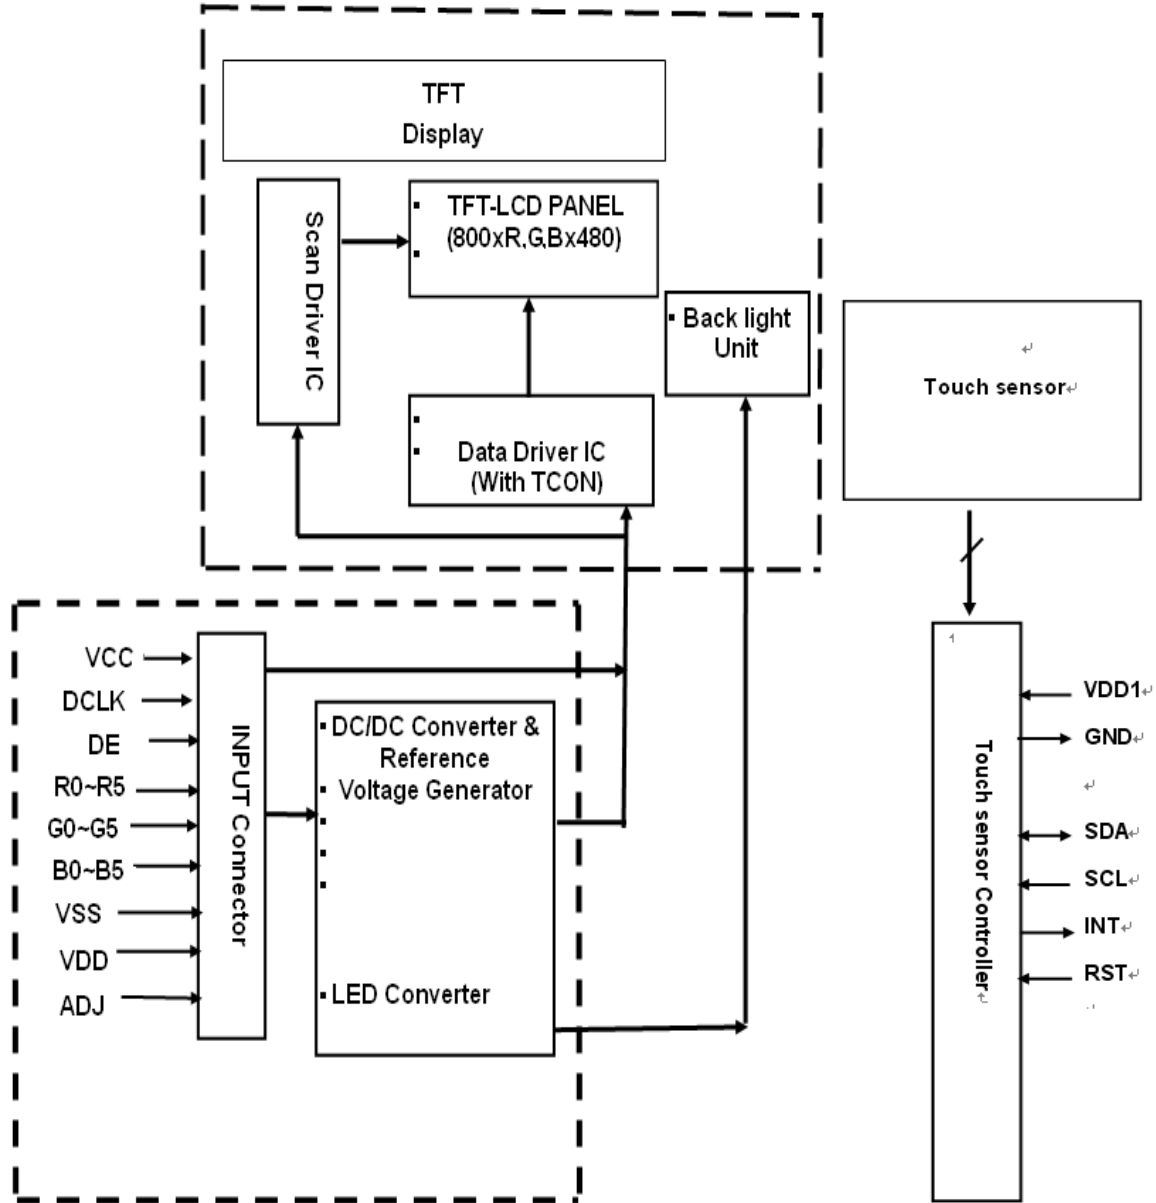 TFT
Display
Scan Driver IC
TFT-LCD PANEL
(800xR,G,Bx480)
Back light
Unit
Data Driver IC
(With TCON)
Touch sensor
VCC
DCLK
DE
R0~R5
G0~G5
B0~B5
VSS
VDD
ADJ
INPUT Connector
DC/DC Converter &
Reference
Voltage Generator
LED Converter
1
Touch sensor Controller
VDD1
GND
SDA
SCL
INT
RST